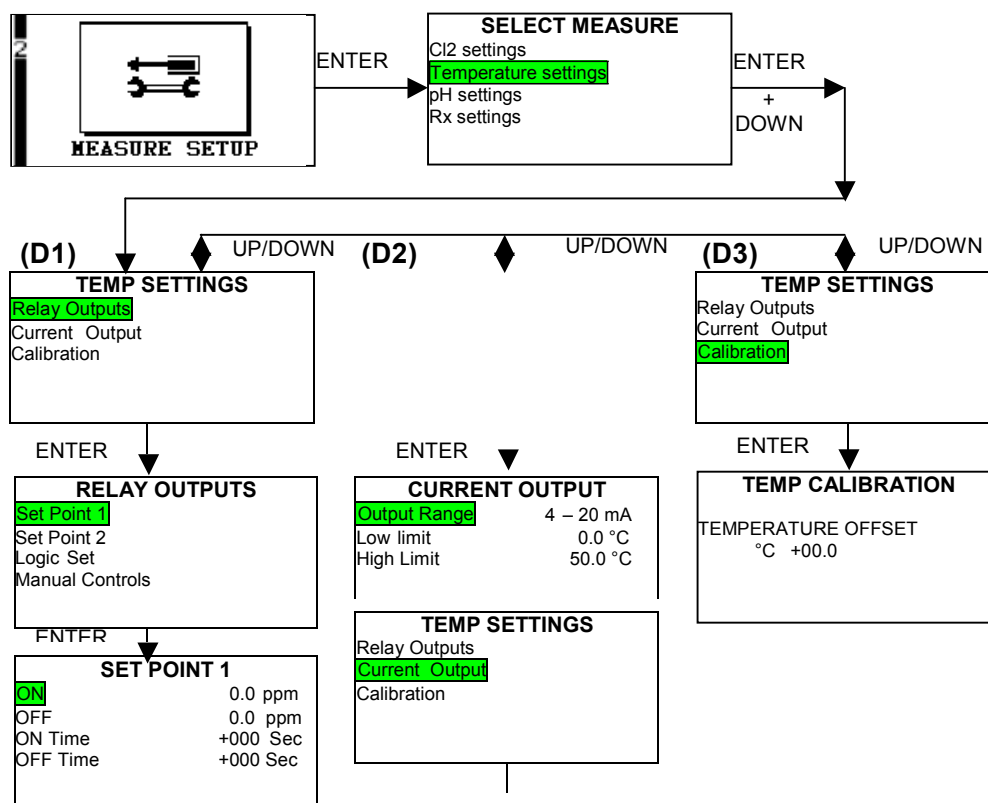 2
MEASURE SETUP
ENTER
SELECT MEASURE
Cl2 settings
Temperature settings
pH settings
Rx settings
ENTER
+
DOWN
(D1)
UP/DOWN
(D2)
UP/DOWN
(D3)
UP/DOWN
TEMP SETTINGS
Relay Outputs
Current Output
Calibration
TEMP SETTINGS
Relay Outputs
Current Output
Calibration
ENTER
ENTER
ENTER
RELAY OUTPUTS
Set Point 1
Set Point 2
Logic Set
Manual Controls
CURRENT OUTPUT
Output Range 4 – 20 mA
Low limit 0.0 °C
High Limit 50.0 °C
TEMP CALIBRATION
TEMPERATURE OFFSET
°C +00.0
ENTER
SET POINT 1
ON 0.0 ppm
OFF 0.0 ppm
ON Time +000 Sec
OFF Time +000 Sec
TEMP SETTINGS
Relay Outputs
Current Output
Calibration